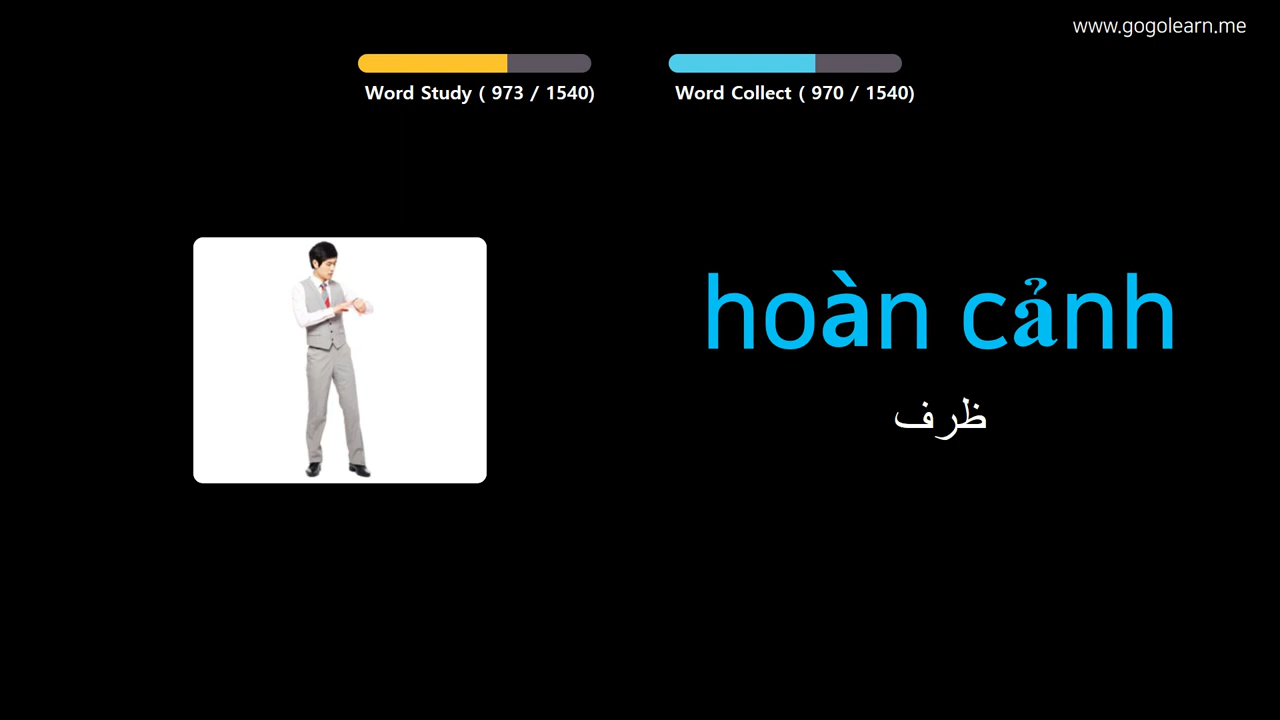 www.gogolearn.me
Word Study ( 973 / 1540)
Word Collect ( 970 / 1540)
hoàn cảnh
ظرف